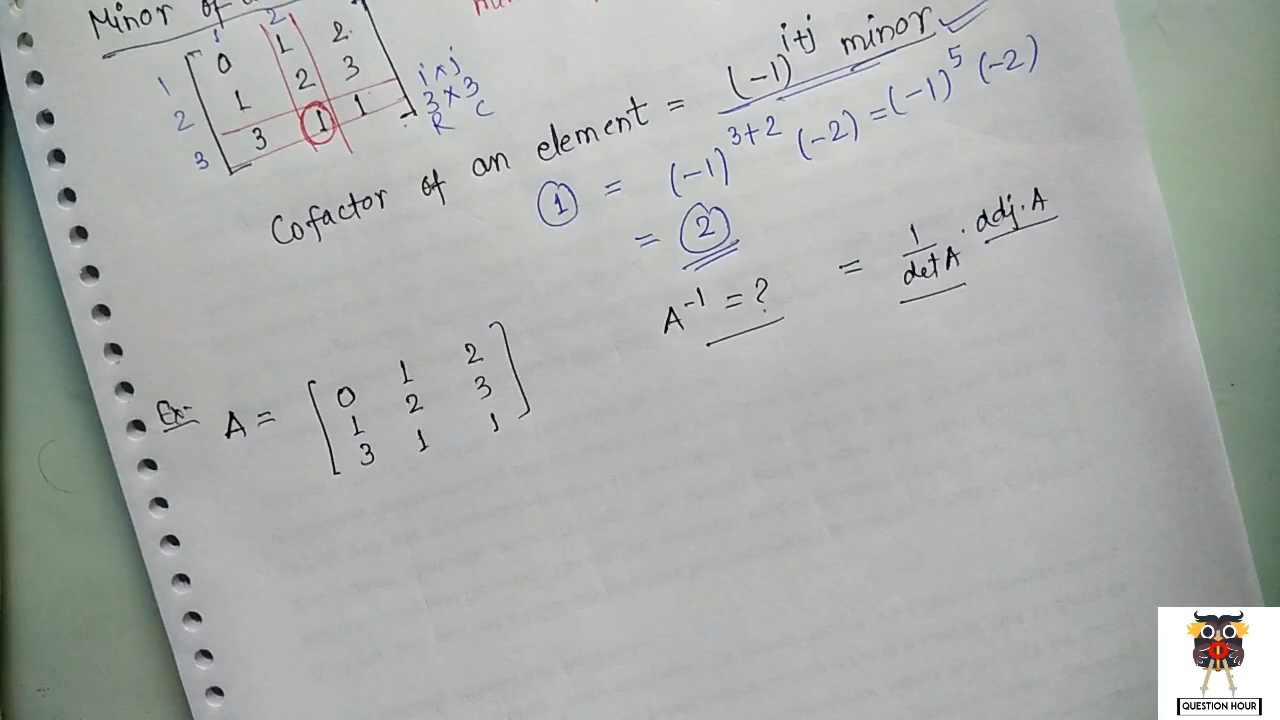 Minor of
1 2
1 [ 0 1 2 ]
2 [ 1 2 3 ] i×j
3 [ 3 1 1 ] 3×3
R C
Cofactor of an element = (-1)^{i+j} minor ✓
① = (-1)^{3+2} (-2) = (-1)^5 (-2)
= ②
A^{-1} = ? = 1/det A · adj. A
Ex:- A = [ 0 1 2
1 2 3
3 1 1 ]
QUESTION HOUR